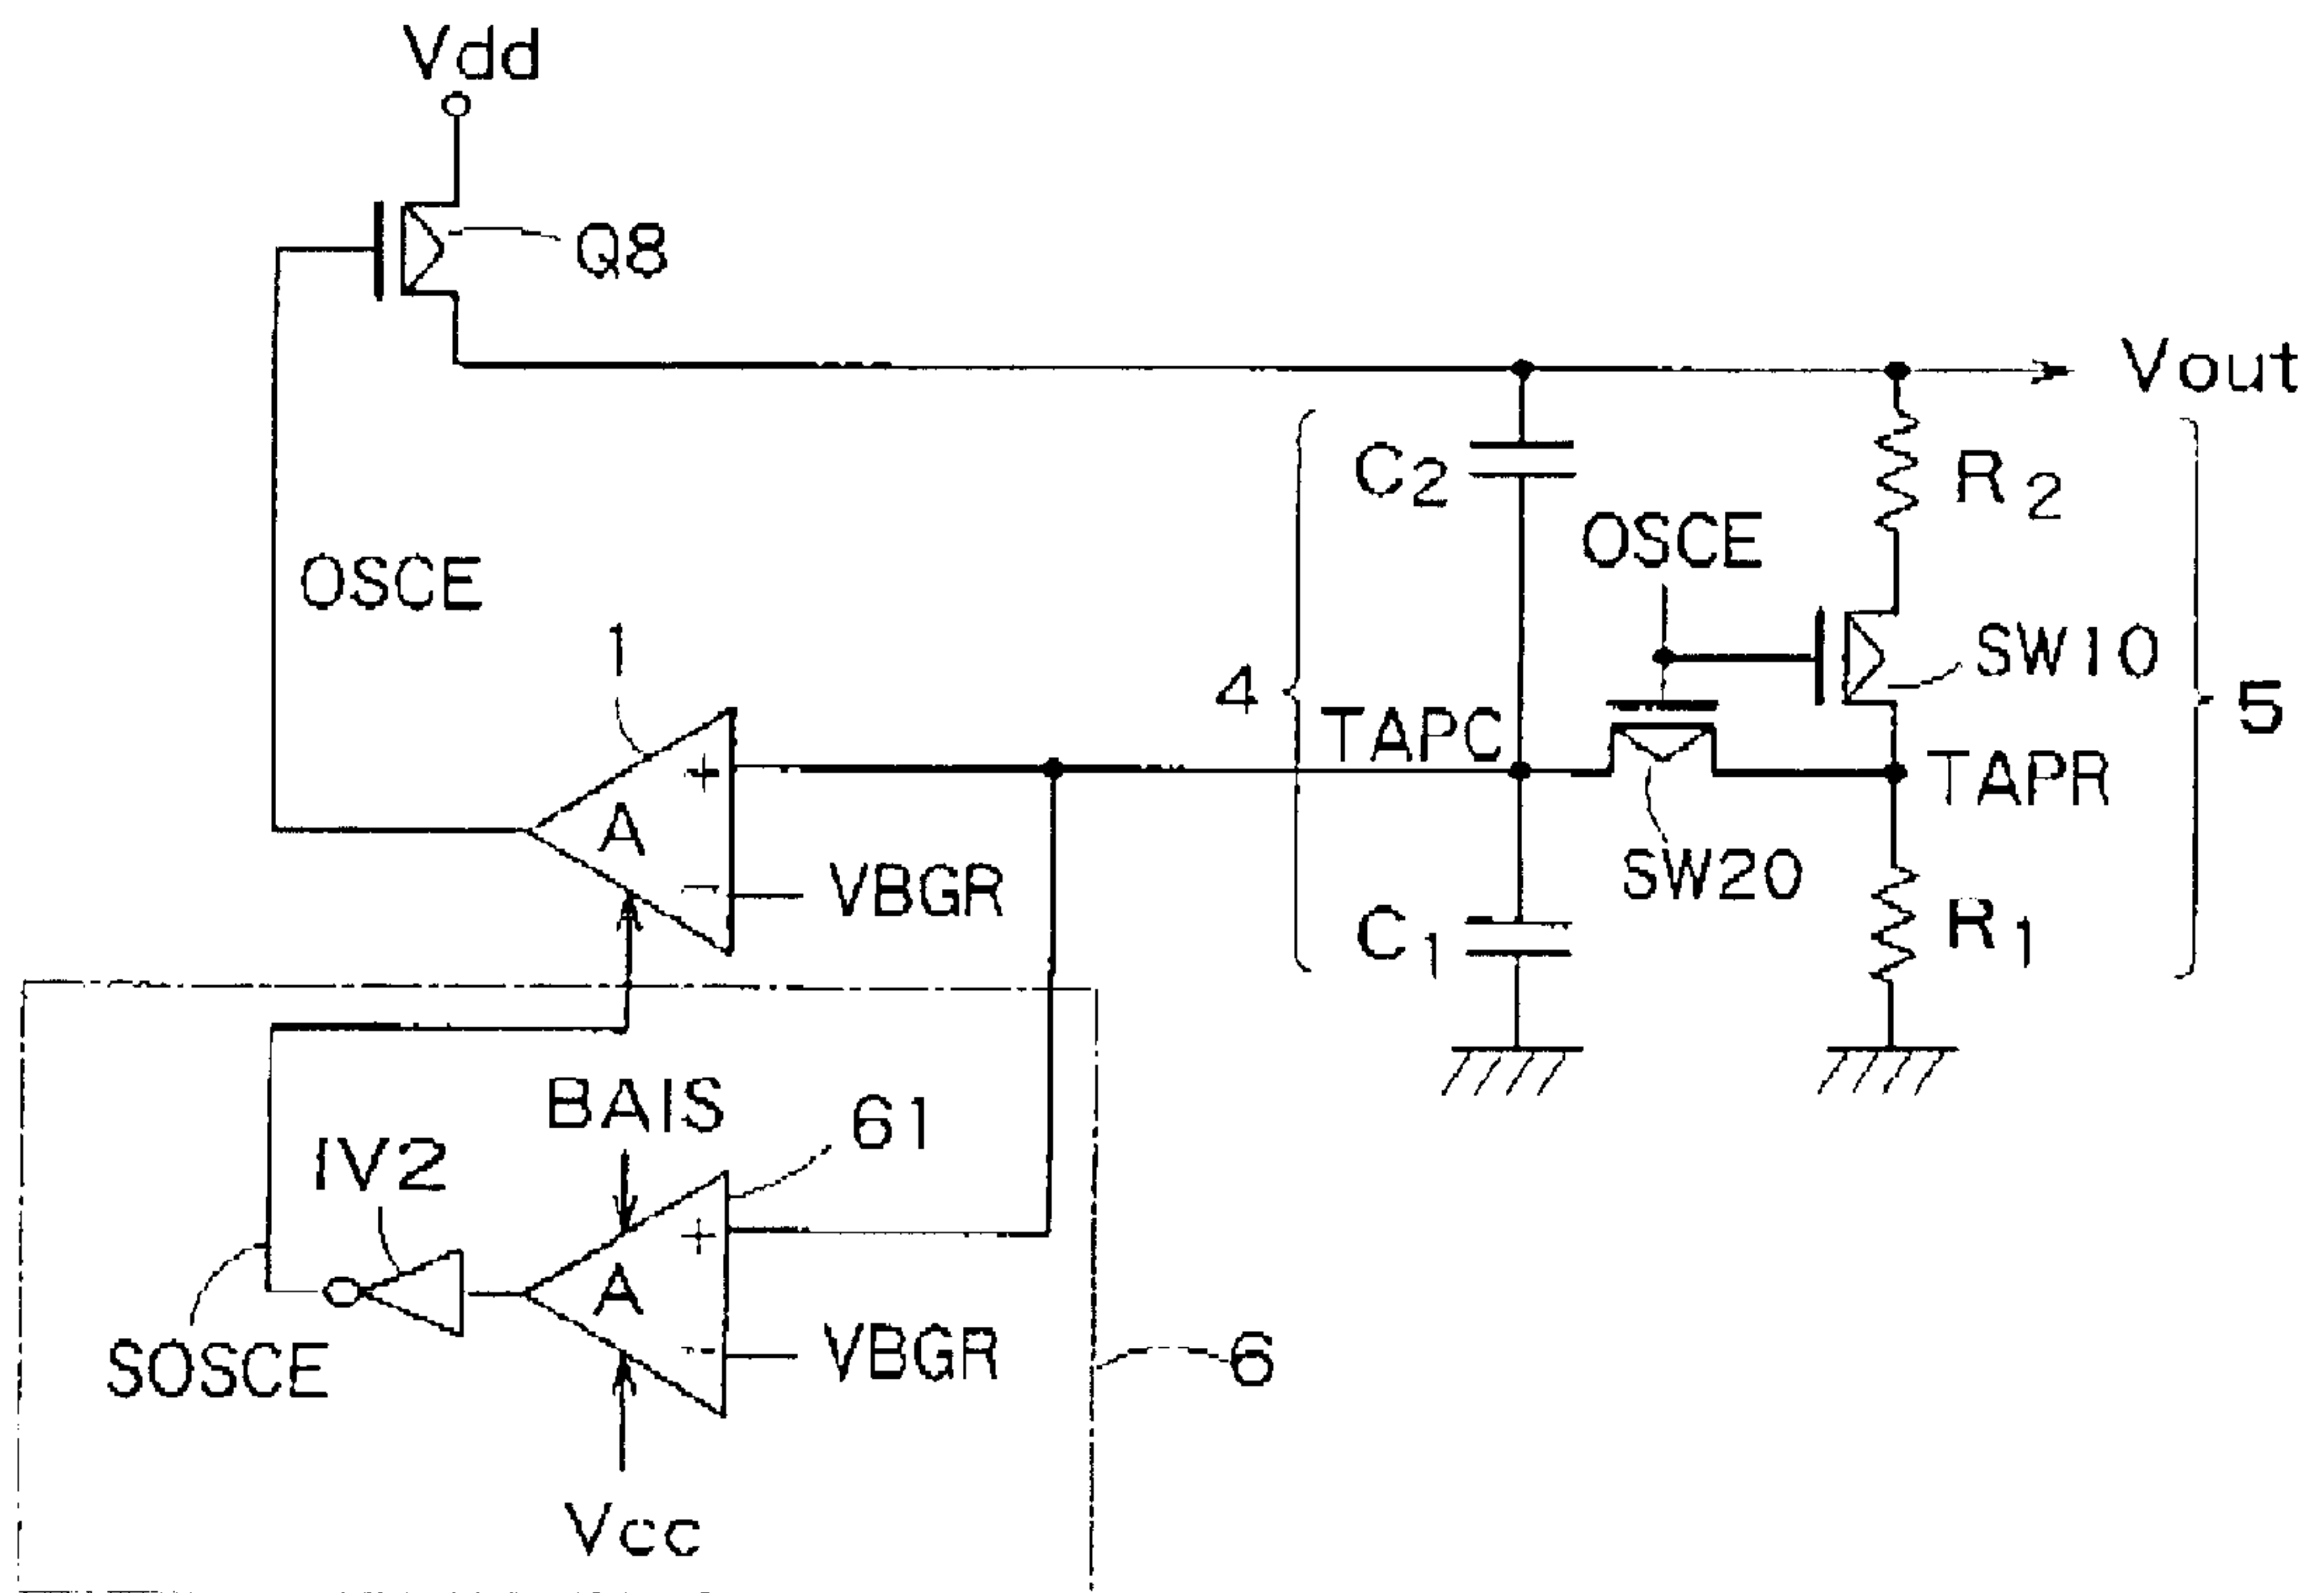 Vdd
Q8
Vout
C2
R2
OSCE
OSCE
1
SW10
4
5
TAPC
TAPR
+
A
SW20
VBGR
−
C1
R1
BAIS
61
IV2
+
A
SOSCE
VBGR
−
6
Vcc